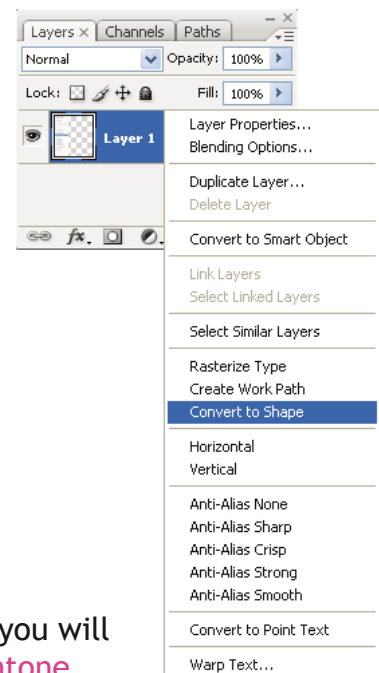 Layers × Channels Paths
Normal Opacity: 100%
Lock: Fill: 100%
Layer 1
fx.
Layer Properties...
Blending Options...
Duplicate Layer...
Delete Layer
Convert to Smart Object
Link Layers
Select Linked Layers
Select Similar Layers
Rasterize Type
Create Work Path
Convert to Shape
Horizontal
Vertical
Anti-Alias None
Anti-Alias Sharp
Anti-Alias Crisp
Anti-Alias Strong
Anti-Alias Smooth
Convert to Point Text
Warp Text...
you will
ntone